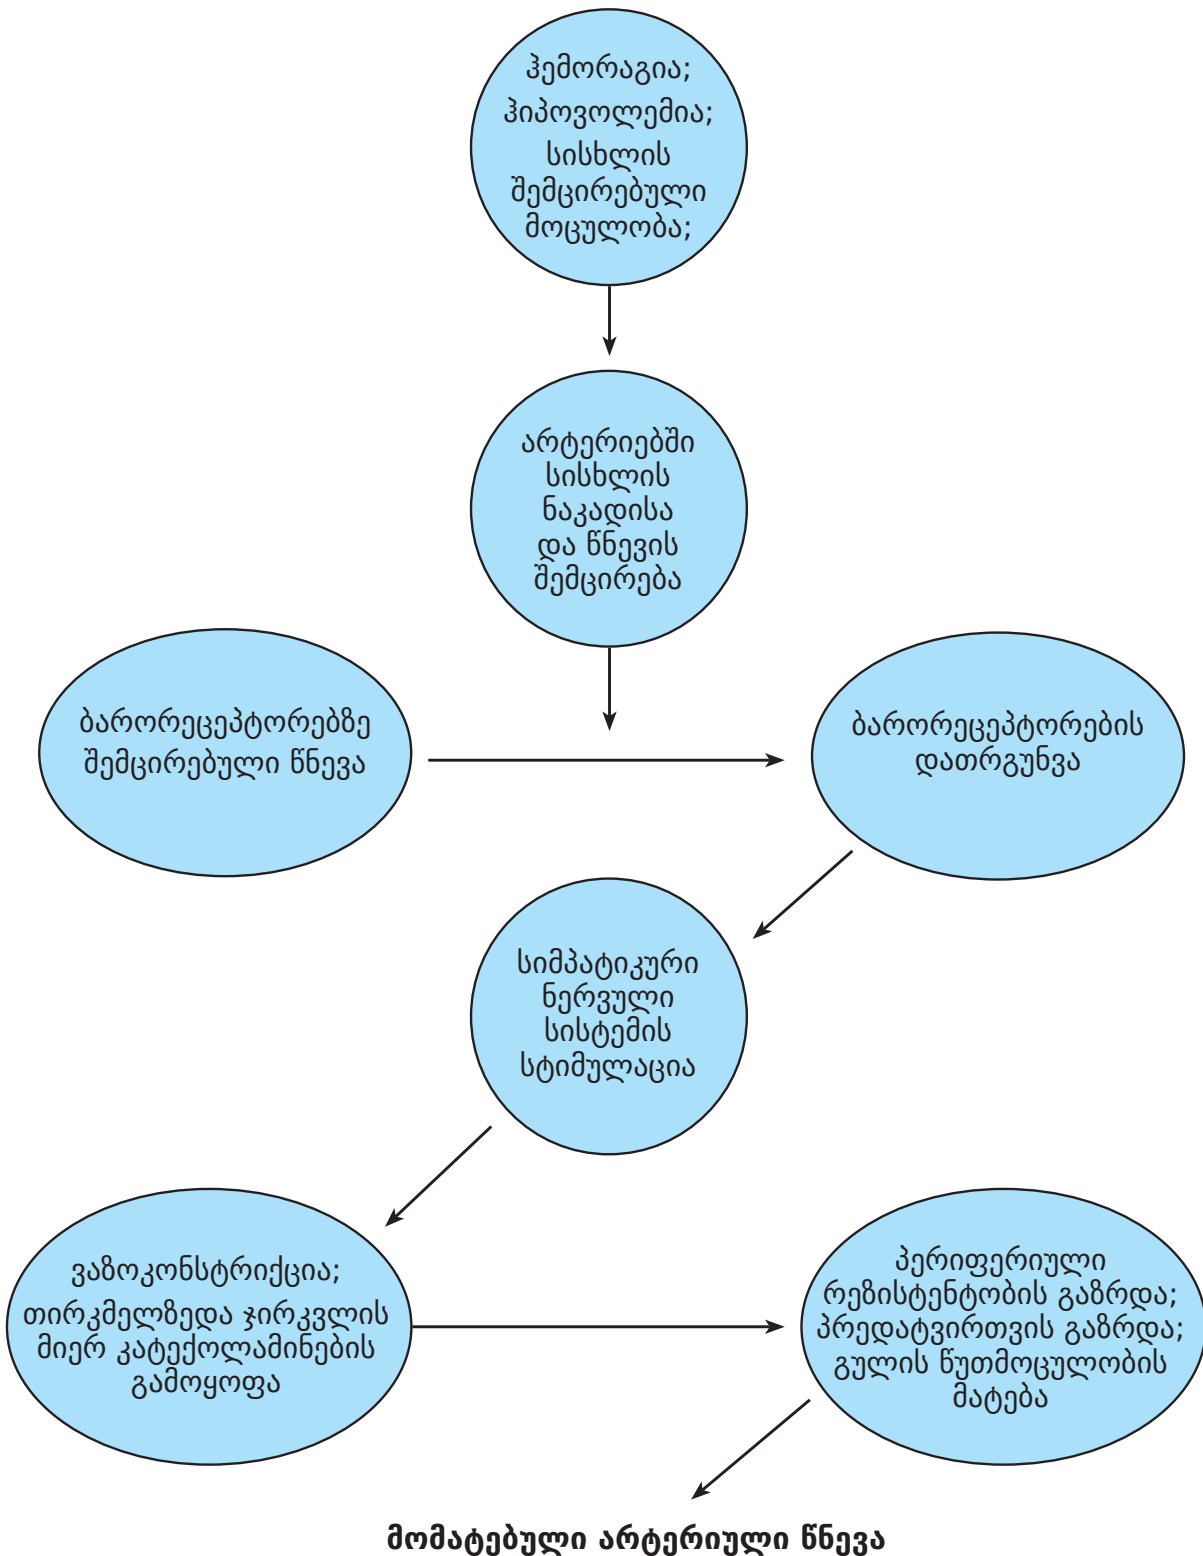 ჰემორაგია;
ჰიპოვოლემია;
სისხლის
შემცირებული
მოცულობა;
არტერიებში
სისხლის
ნაკადისა
და წნევის
შემცირება
ბარორეცეპტორებზე
შემცირებული წნევა
ბარორეცეპტორების
დათრგუნვა
სიმპატიკური
ნერვული
სისტემის
სტიმულაცია
ვაზოკონსტრიქცია;
თირკმელზედა ჯირკვლის
მიერ კატექოლამინების
გამოყოფა
პერიფერიული
რეზისტენტობის გაზრდა;
პრედატვირთვის გაზრდა;
გულის წუთმოცულობის
მატება
მომატებული არტერიული წნევა